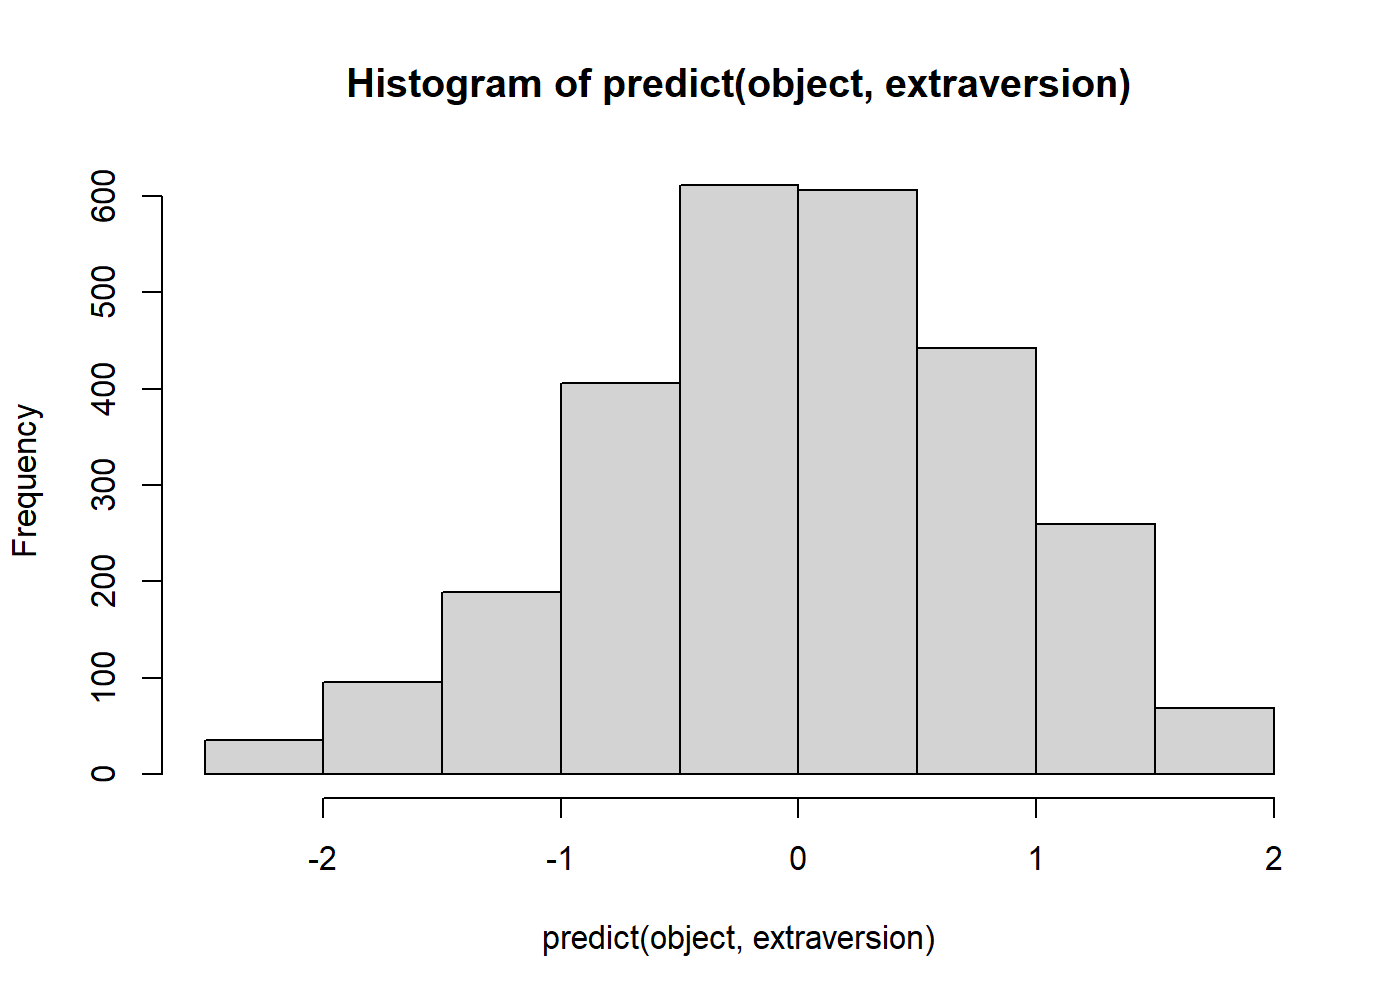 Histogram of predict(object, extraversion)
Frequency
600
500
400
300
200
100
0
-2 -1 0 1 2
predict(object, extraversion)